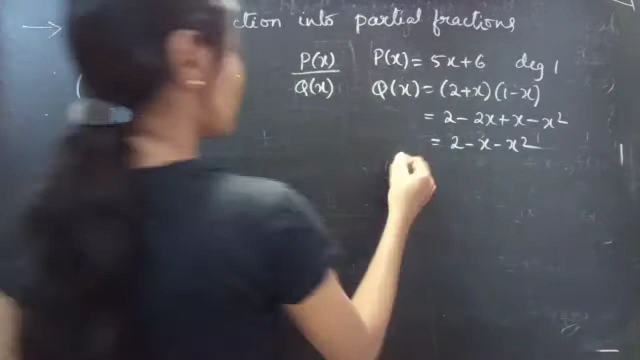 → ction into partial fractions
P(x)/Q(x) P(x) = 5x+6 deg 1
Q(x) = (2+x)(1-x)
= 2-2x+x-x²
= 2-x-x²